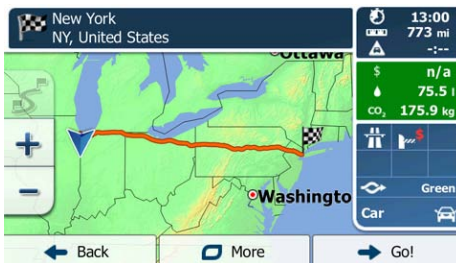 New York
NY, United States
13:00
773 mi
-:--
$ n/a
75.5 l
CO₂ 175.9 kg
$
Green
Car
Ottawa
Washingto
Back
More
Go!